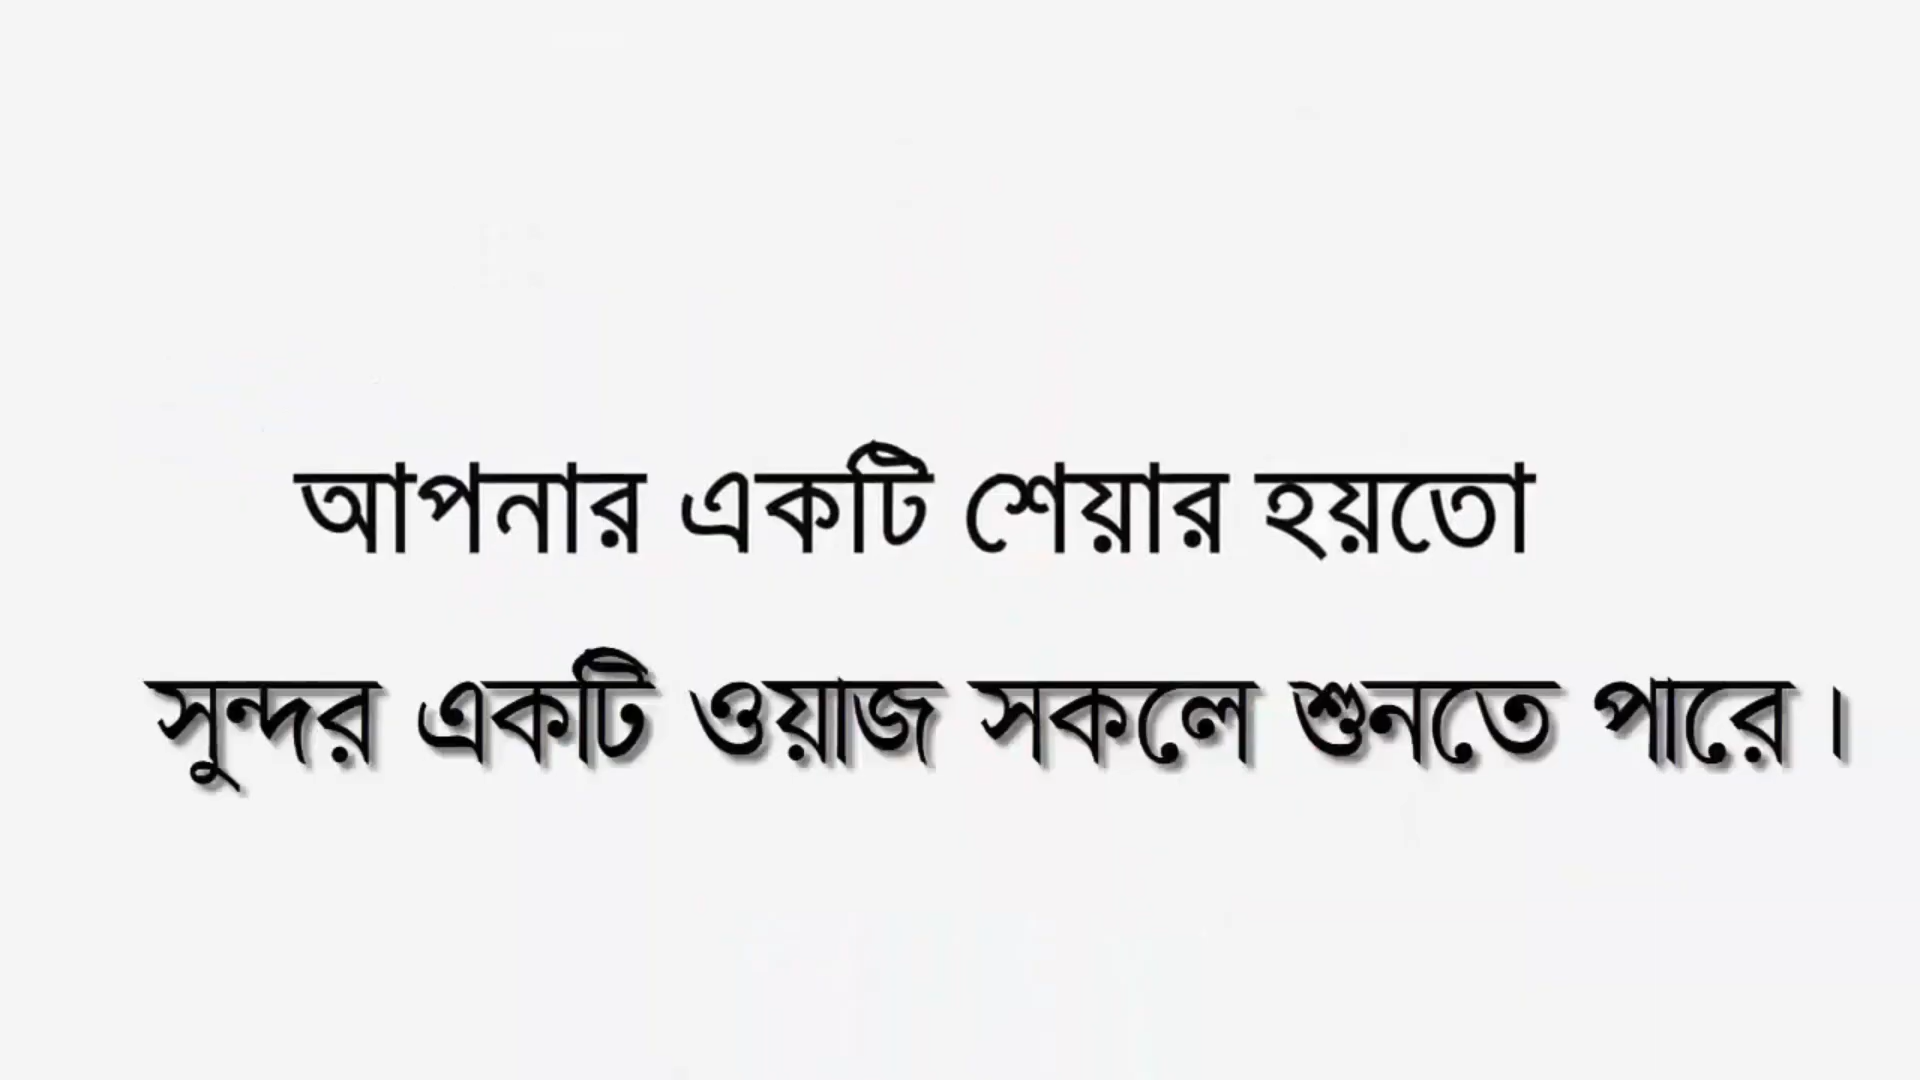 আপনার একটি শেয়ার হয়তো
সুন্দর একটি ওয়াজ সকলে শুনতে পারে।